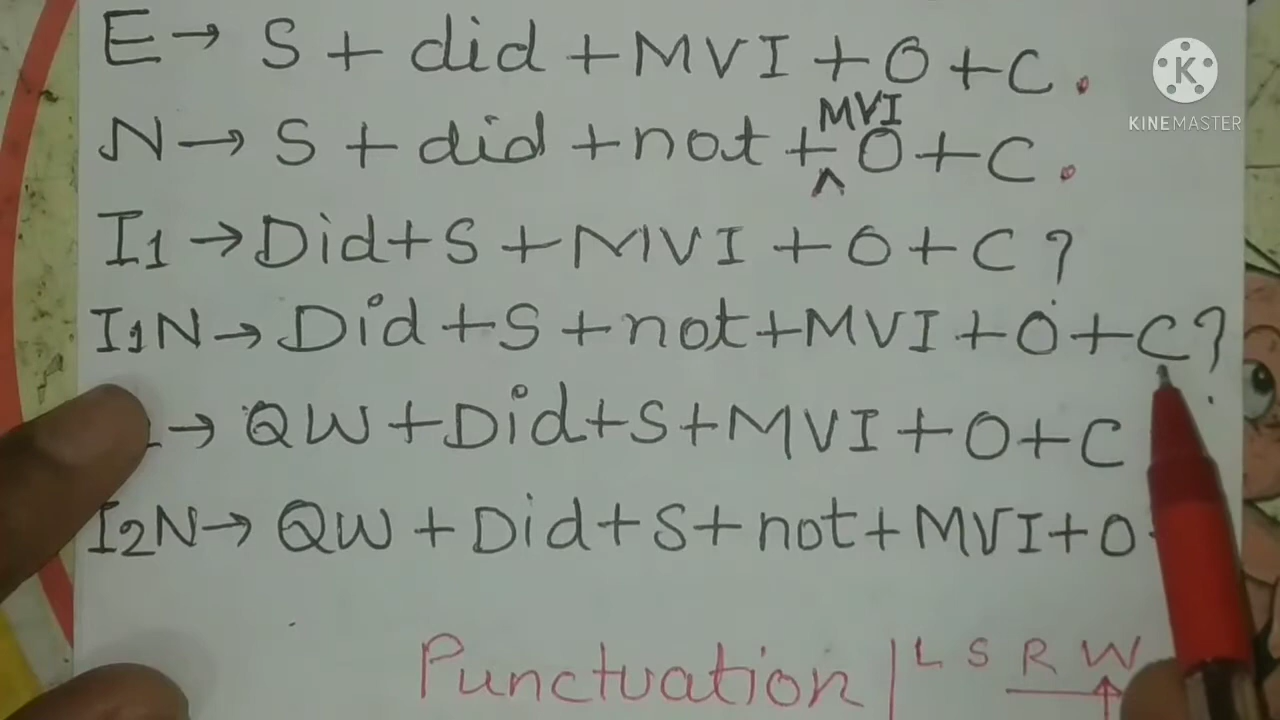 E→ S + did + MVI + O + C.
K
KINEMASTER
MVI
N→ S + did + not + O + C.
^
I1 → Did + S + MVI + O + C?
I1N → Did + S + not + MVI + O + C?
→ QW + Did + S + MVI + O + C
I2N → QW + Did + S + not + MVI + O
Punctuation | L S R W